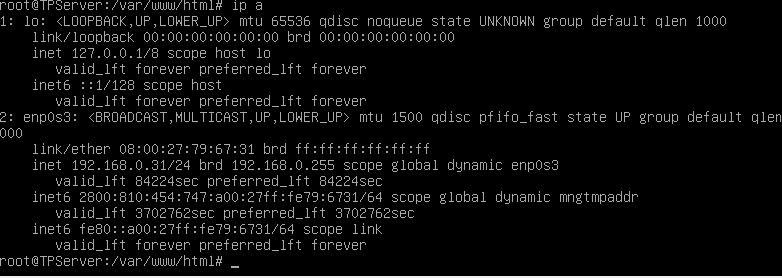 root@TPServer:/var/www/html# ip a
1: lo: <LOOPBACK,UP,LOWER_UP> mtu 65536 qdisc noqueue state UNKNOWN group default qlen 1000
    link/loopback 00:00:00:00:00:00 brd 00:00:00:00:00:00
    inet 127.0.0.1/8 scope host lo
       valid_lft forever preferred_lft forever
    inet6 ::1/128 scope host
       valid_lft forever preferred_lft forever
2: enp0s3: <BROADCAST,MULTICAST,UP,LOWER_UP> mtu 1500 qdisc pfifo_fast state UP group default qlen
000
    link/ether 08:00:27:79:67:31 brd ff:ff:ff:ff:ff:ff
    inet 192.168.0.31/24 brd 192.168.0.255 scope global dynamic enp0s3
       valid_lft 84224sec preferred_lft 84224sec
    inet6 2800:810:454:747:a00:27ff:fe79:6731/64 scope global dynamic mngtmpaddr
       valid_lft 3702762sec preferred_lft 3702762sec
    inet6 fe80::a00:27ff:fe79:6731/64 scope link
       valid_lft forever preferred_lft forever
root@TPServer:/var/www/html# _